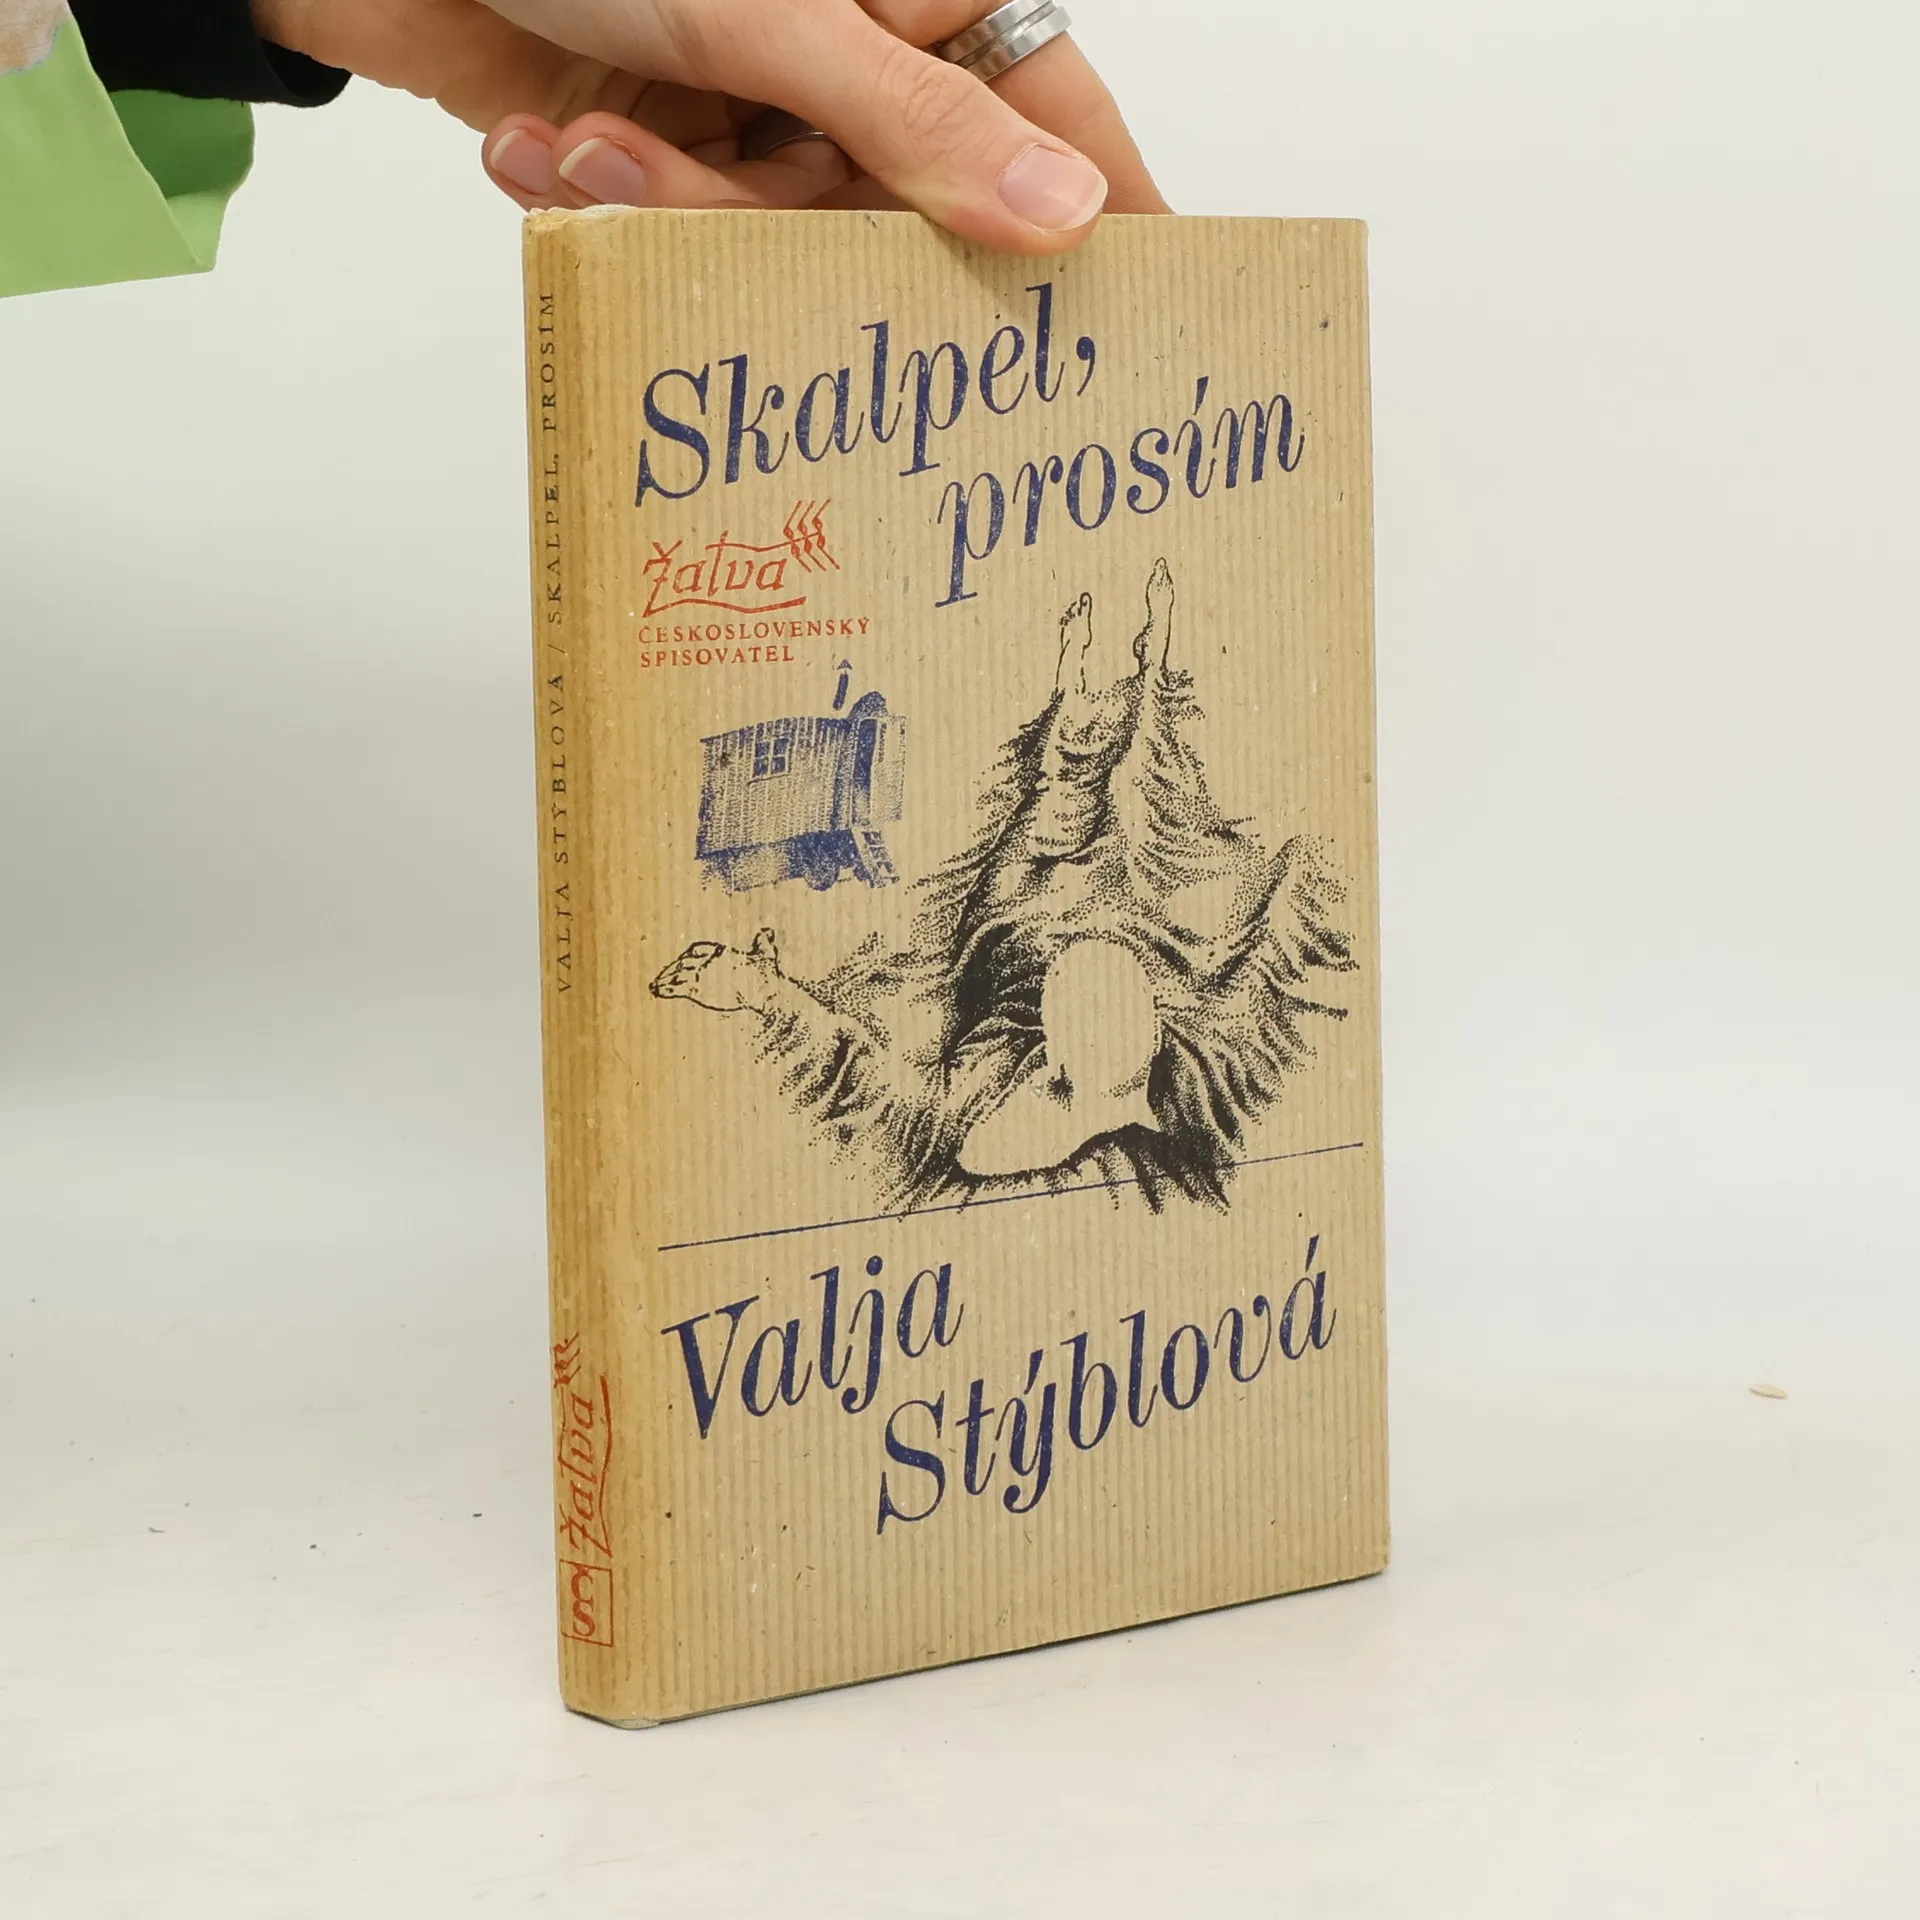 Skalpel,
prosím
Žatva
ČESKOSLOVENSKÝ
SPISOVATEL
Valja
Stýblová
VALJA STÝBLOVÁ / SKALPEL, PROSÍM
Žatva